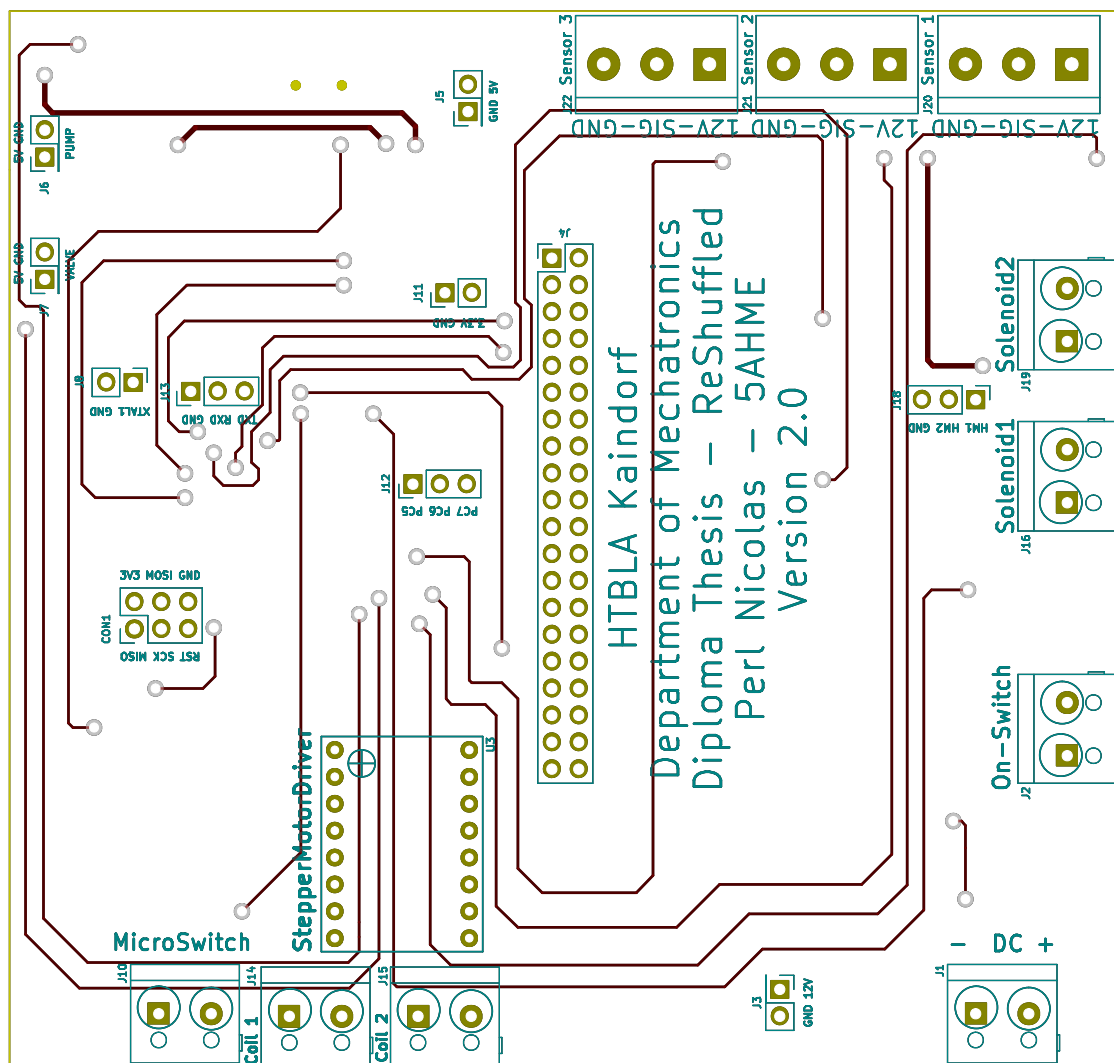 Sensor 3
Sensor 2
Sensor 1
J22
J21
J20
12V-SIG-GND
12V-SIG-GND
12V-SIG-GND
J5
GND 5V
5V GND
PUMP
J6
5V GND
VALVE
J7
J4
J11
3.3V GND
J8
XTAL1 GND
J13
TXD RXD GND
J12
PC7 PC6 PC5
HTBLA Kaindorf
Department of Mechatronics
Diploma Thesis - ReShuffled
Perl Nicolas - 5AHME
Version 2.0
Solenoid2
J19
J18
HM1 HM2 GND
Solenoid1
J16
3V3 MOSI GND
CON1
RST SCK MISO
On-Switch
J2
StepperMotorDriver
U3
MicroSwitch
J10
J14
Coil 1
J15
Coil 2
J3
GND 12V
- DC +
J1